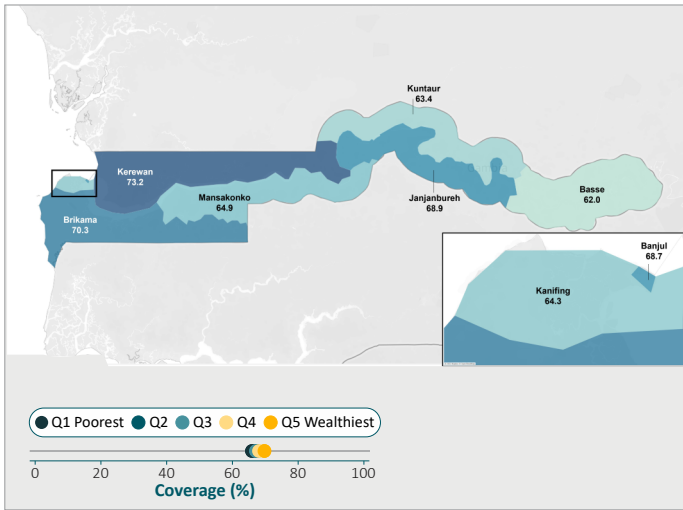 Kuntaur
63.4
Kerewan
73.2
Mansakonko
64.9
Janjanbureh
68.9
Basse
62.0
Brikama
70.3
Banjul
68.7
Kanifing
64.3
Q1 Poorest Q2 Q3 Q4 Q5 Wealthiest
0 20 40 60 80 100
Coverage (%)